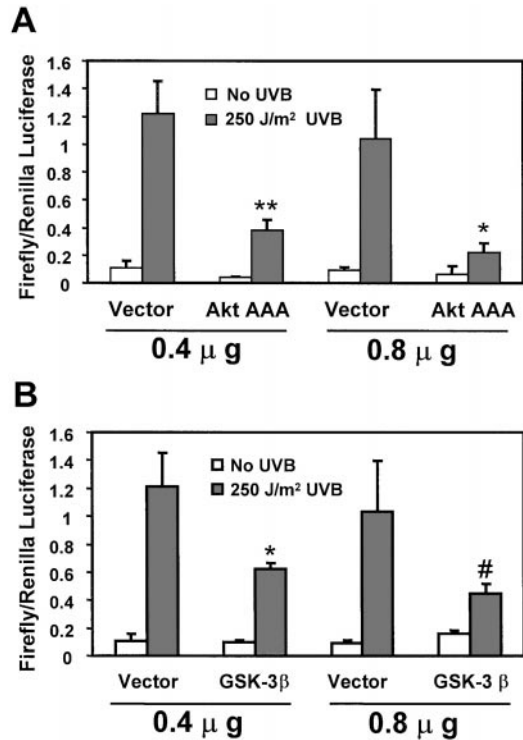 A
Firefly/Renilla Luciferase
1.6
1.4
1.2
1
0.8
0.6
0.4
0.2
0
No UVB
250 J/m² UVB
**
*
Vector Akt AAA Vector Akt AAA
0.4 μ g 0.8 μ g
B
Firefly/Renilla Luciferase
1.6
1.4
1.2
1
0.8
0.6
0.4
0.2
0
No UVB
250 J/m² UVB
*
#
Vector GSK-3β Vector GSK-3 β
0.4 μ g 0.8 μ g